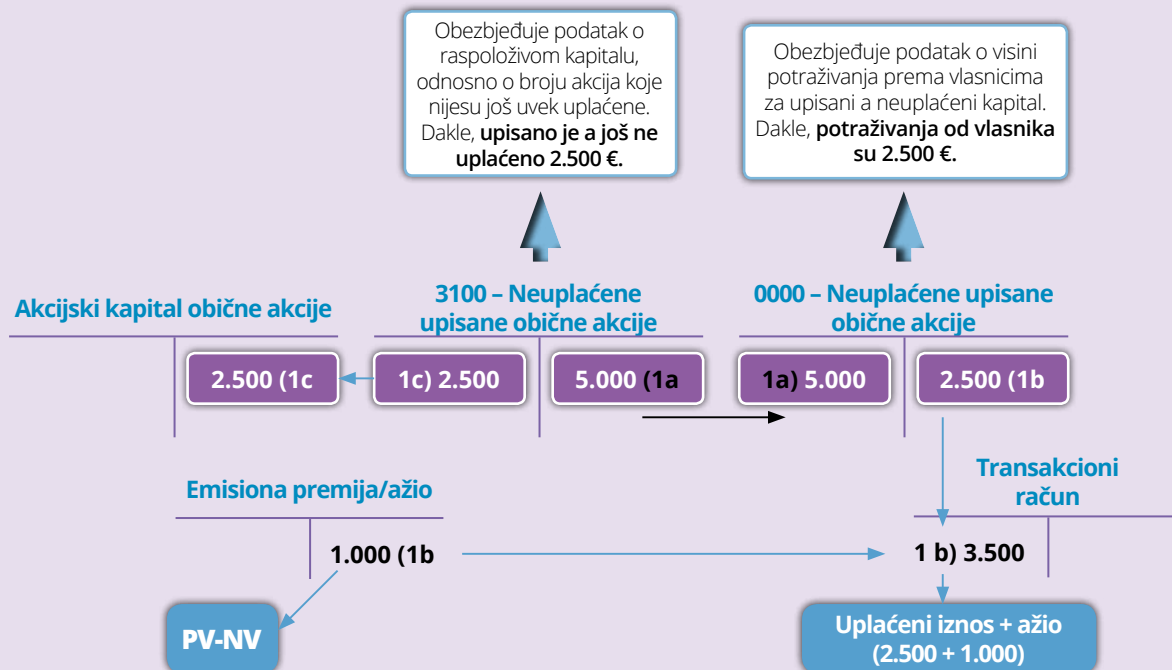 Obezbjeđuje podatak o
raspoloživom kapitalu,
odnosno o broju akcija koje
nijesu još uvek uplaćene.
Dakle, upisano je a još ne
uplaćeno 2.500 €.
Obezbjeđuje podatak o visini
potraživanja prema vlasnicima
za upisani a neuplaćeni kapital.
Dakle, potraživanja od vlasnika
su 2.500 €.
Akcijski kapital obične akcije
3100 – Neuplaćene
upisane obične akcije
0000 – Neuplaćene upisane
obične akcije
2.500 (1c
1c) 2.500
5.000 (1a
1a) 5.000
2.500 (1b
Emisiona premija/ažio
Transakcioni
račun
1.000 (1b
1 b) 3.500
PV-NV
Uplaćeni iznos + ažio
(2.500 + 1.000)